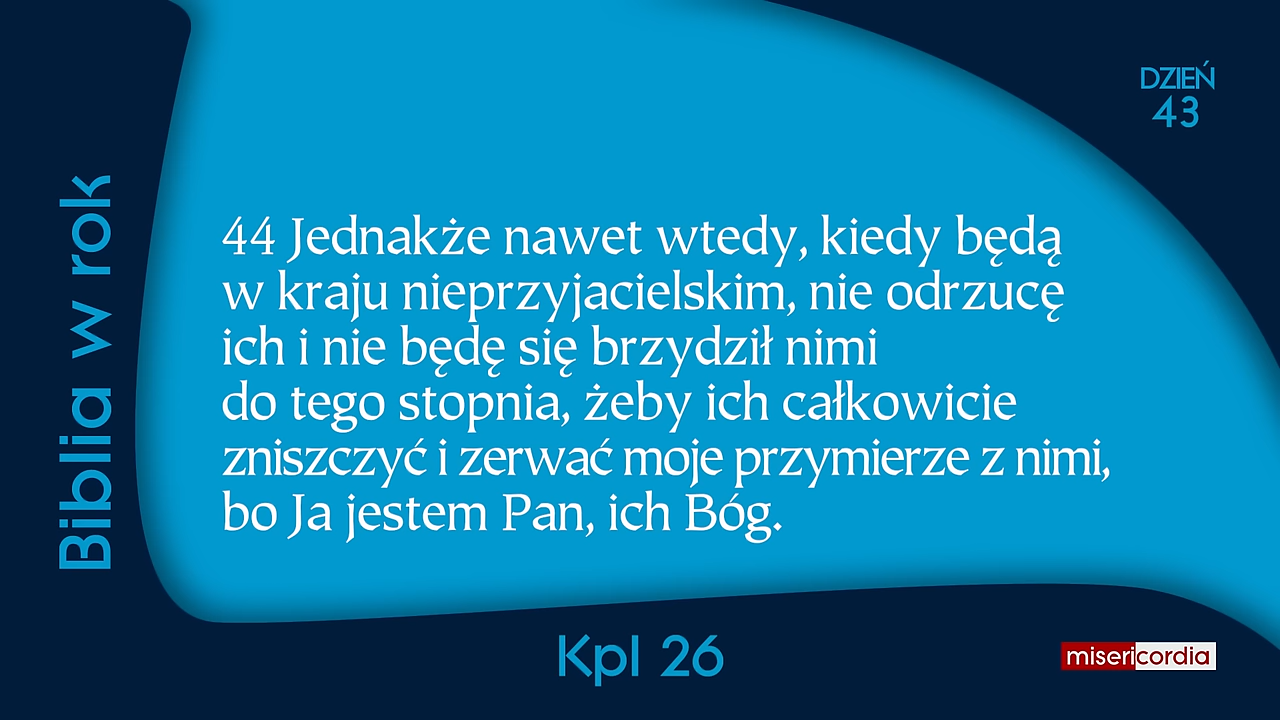 DZIEŃ
43
Biblia w rok
44 Jednakże nawet wtedy, kiedy będą
w kraju nieprzyjacielskim, nie odrzucę
ich i nie będę się brzydził nimi
do tego stopnia, żeby ich całkowicie
zniszczyć i zerwać moje przymierze z nimi,
bo Ja jestem Pan, ich Bóg.
Kpl 26
misericordia